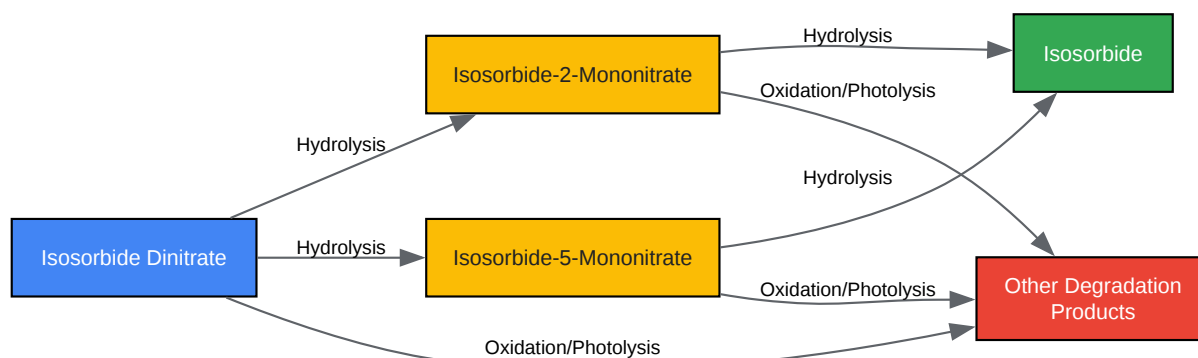 Hydrolysis
Isosorbide
Isosorbide-2-Mononitrate
Oxidation/Photolysis
Hydrolysis
Hydrolysis
Isosorbide Dinitrate
Hydrolysis
Isosorbide-5-Mononitrate
Oxidation/Photolysis
Other Degradation
Products
Oxidation/Photolysis